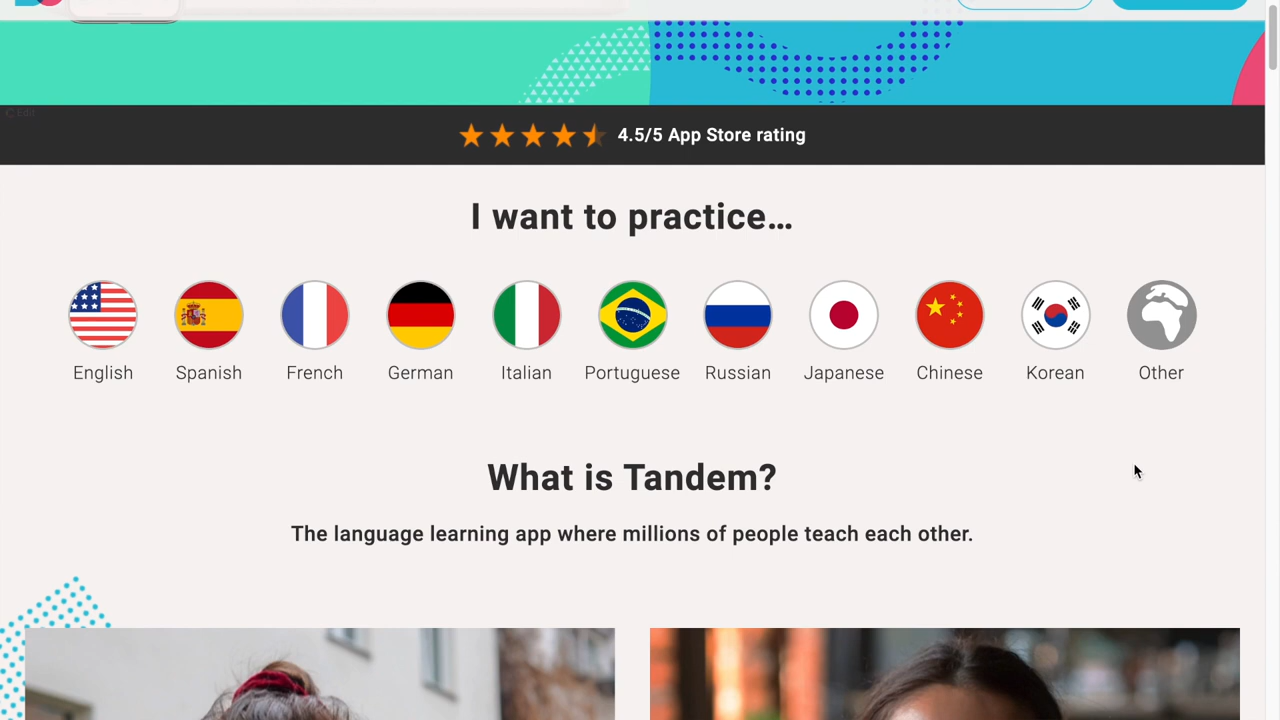 Edit
4.5/5 App Store rating
I want to practice…
English Spanish French German Italian Portuguese Russian Japanese Chinese Korean Other
What is Tandem?
The language learning app where millions of people teach each other.